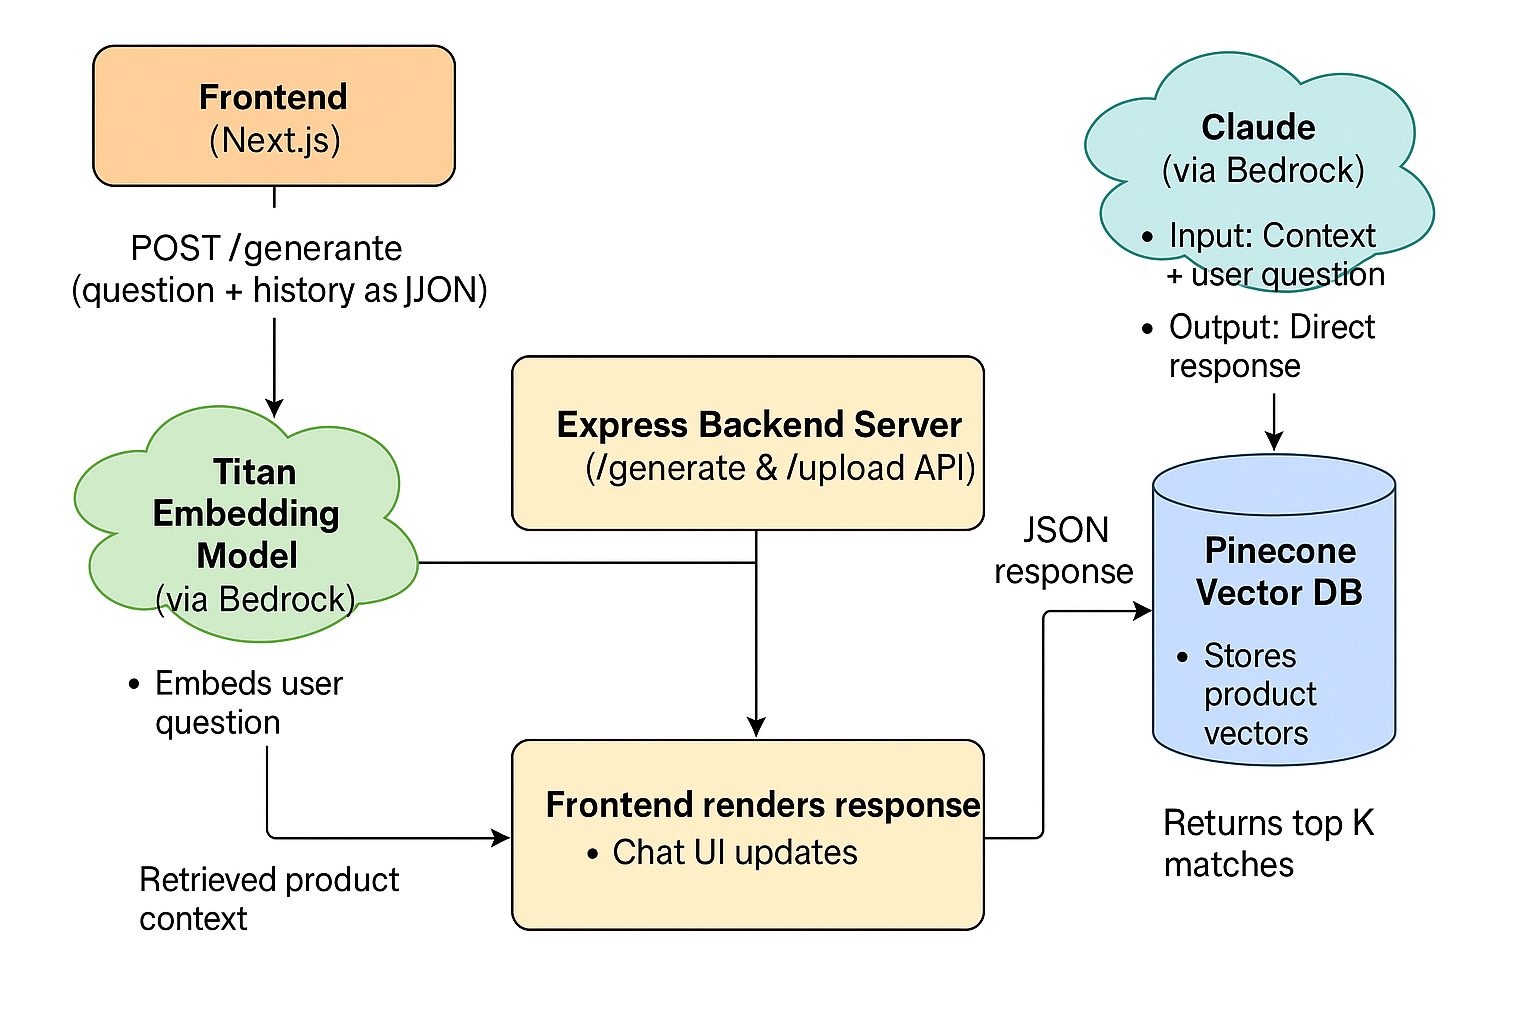 Frontend
(Next.js)
POST /generante
(question + history as JJON)
Titan
Embedding
Model
(via Bedrock)
• Embeds user
question
Retrieved product
context
Express Backend Server
(/generate & /upload API)
Frontend renders response
• Chat UI updates
JSON
response
Claude
(via Bedrock)
• Input: Context
+ user question
• Output: Direct
response
Pinecone
Vector DB
• Stores
product
vectors
Returns top K
matches